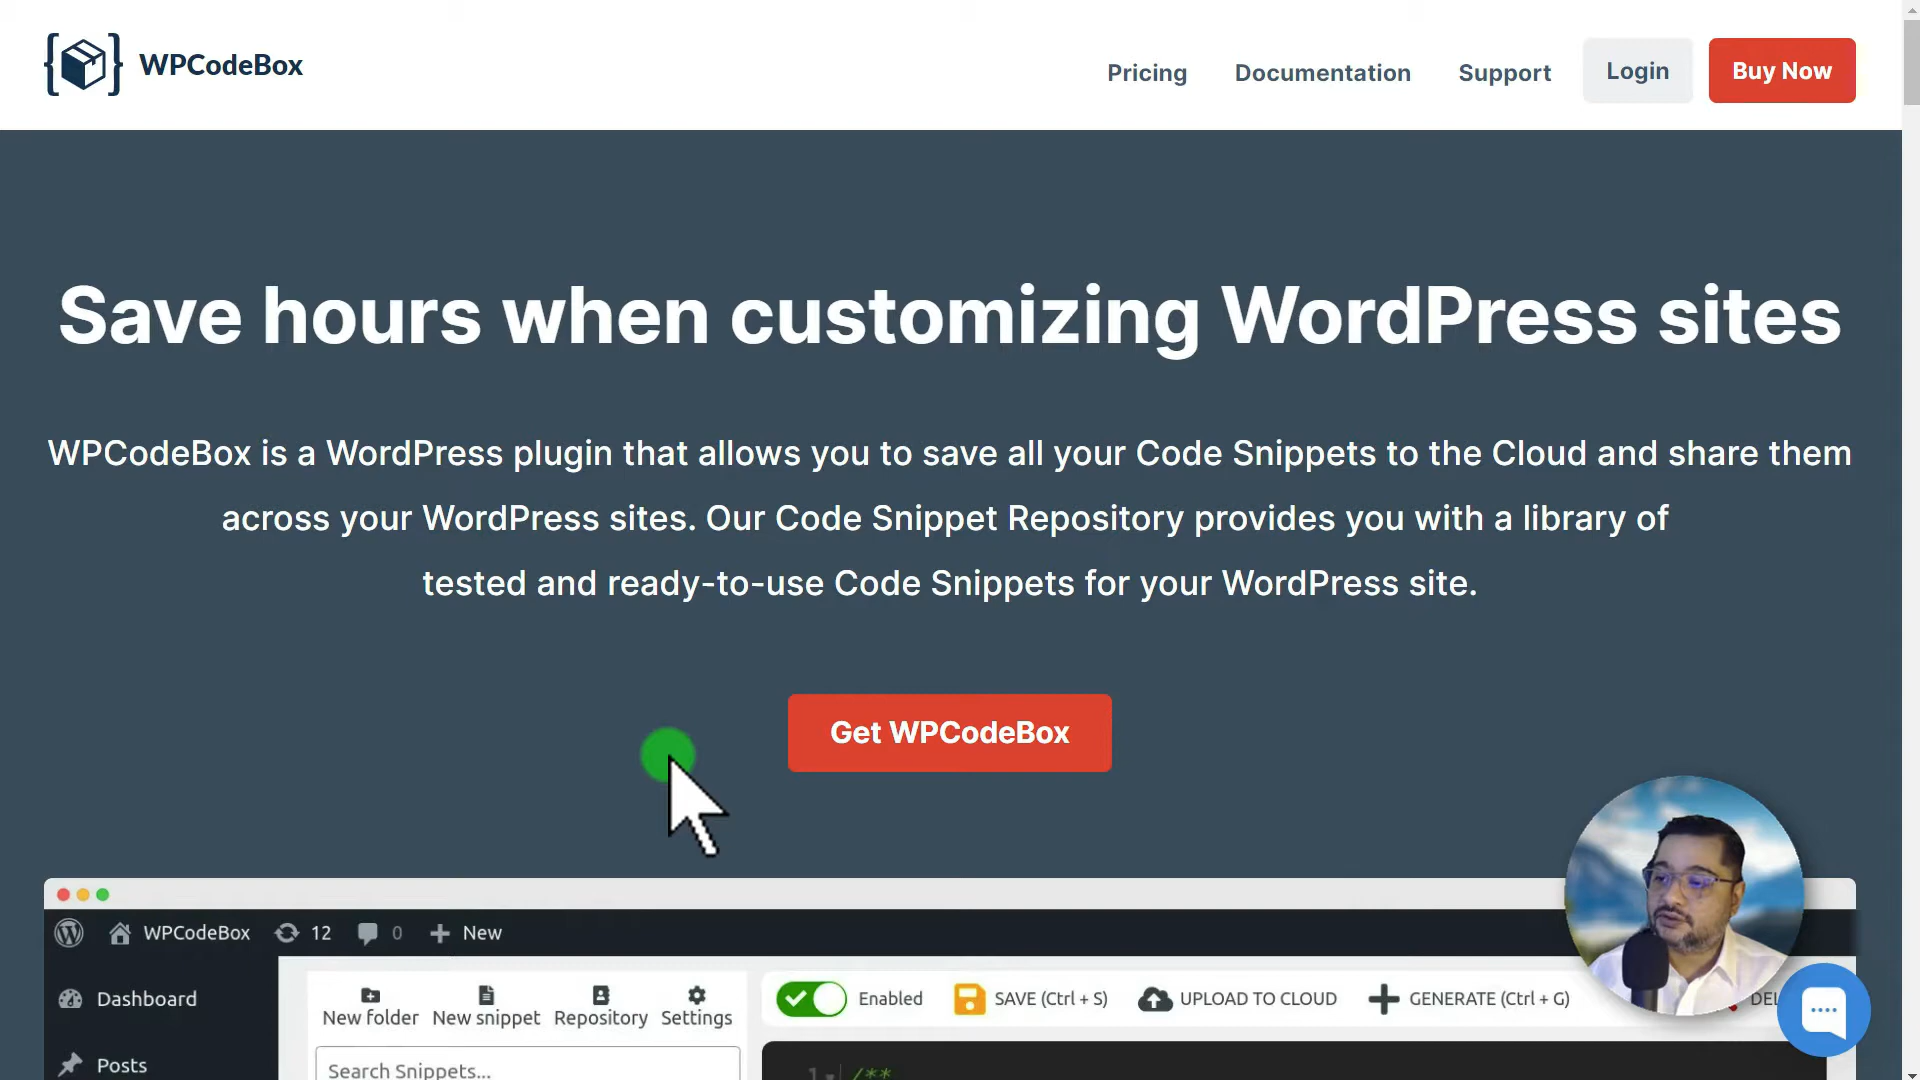 WPCodeBox
Pricing
Documentation
Support
Login
Buy Now
Save hours when customizing WordPress sites
WPCodeBox is a WordPress plugin that allows you to save all your Code Snippets to the Cloud and share them
across your WordPress sites. Our Code Snippet Repository provides you with a library of
tested and ready-to-use Code Snippets for your WordPress site.
Get WPCodeBox
WPCodeBox 12 0 New
Dashboard
Posts
New folder New snippet Repository Settings
Search Snippets...
Enabled SAVE (Ctrl + S) UPLOAD TO CLOUD GENERATE (Ctrl + G) DEL
1 /**